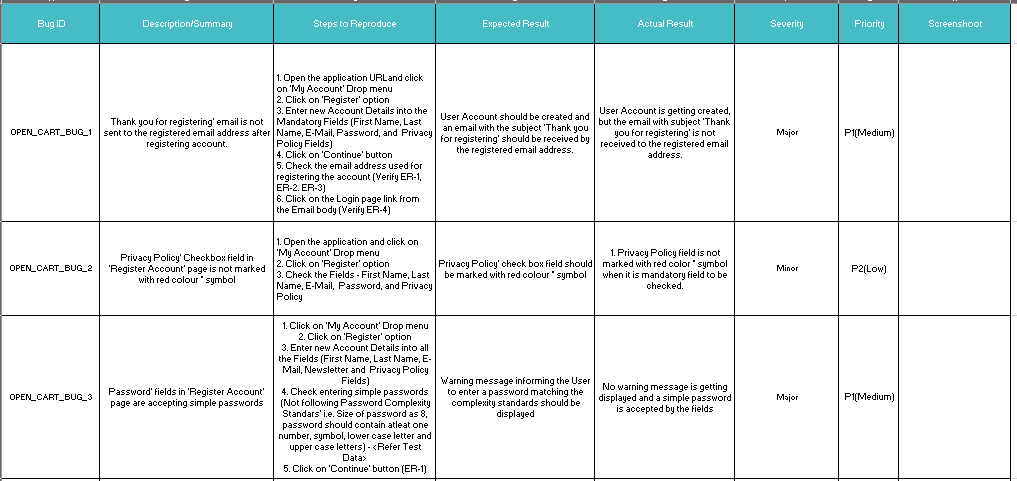 Bug ID
Description/Summary
Steps to Reproduce
Expected Result
Actual Result
Severity
Priority
Screenshoot
OPEN_CART_BUG_1
Thank you for registering' email is not
sent to the registered email address after
registering account.
1. Open the application URLand click
on 'My Account' Drop menu
2. Click on 'Register' option
3. Enter new Account Details into the
Mandatory Fields (First Name, Last
Name, E-Mail, Password, and Privacy
Policy Fields)
4. Click on 'Continue' button
5. Check the email address used for
registering the account (Verify ER-1,
ER-2. ER-3)
6. Click on the Login page link from
the Email body (Verify ER-4)
User Account should be created and
an email with the subject 'Thank you
for registering' should be received by
the registered email address.
User Account is getting created,
but the email with subject 'Thank
you for registering' is not
received to the registered email
address.
Major
P1(Medium)
OPEN_CART_BUG_2
Privacy Policy' Checkbox field in
'Register Account' page is not marked
with red colour '' symbol
1. Open the application and click on
'My Account' Drop menu
2. Click on 'Register' option
3. Check the Fields - First Name, Last
Name, E-Mail, Password, and Privacy
Policy
Privacy Policy' check box field should
be marked with red colour '' symbol
1. Privacy Policy field is not
marked with red color '' symbol
when it is mandatory field to be
checked.
Minor
P2(Low)
OPEN_CART_BUG_3
Password' fields in 'Register Account'
page are accepting simple passwords
1. Click on 'My Account' Drop menu
2. Click on 'Register' option
3. Enter new Account Details into all
the Fields (First Name, Last Name, E-
Mail, Newsletter and Privacy Policy
Fields)
4. Check entering simple passwords
(Not following Password Complexity
Standars' i.e. Size of password as 8,
password should contain atleat one
number, symbol, lower case letter and
upper case letters) - <Refer Test
Data>
5. Click on 'Continue' button (ER-1)
Warning message informing the User
to enter a password matching the
complexity standards should be
displayed
No warning message is getting
displayed and a simple password
is accepted by the fields
Major
P1(Medium)